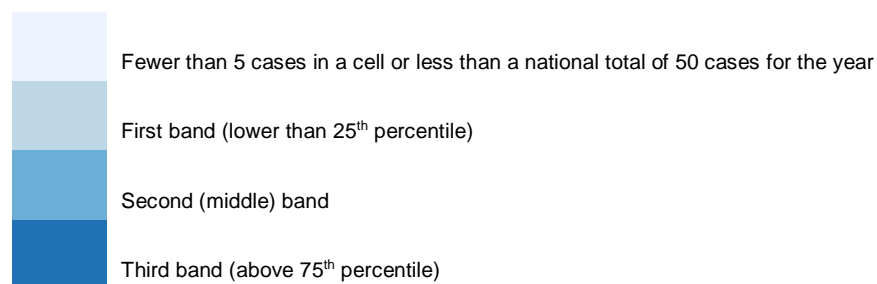 Fewer than 5 cases in a cell or less than a national total of 50 cases for the year
First band (lower than 25th percentile)
Second (middle) band
Third band (above 75th percentile)